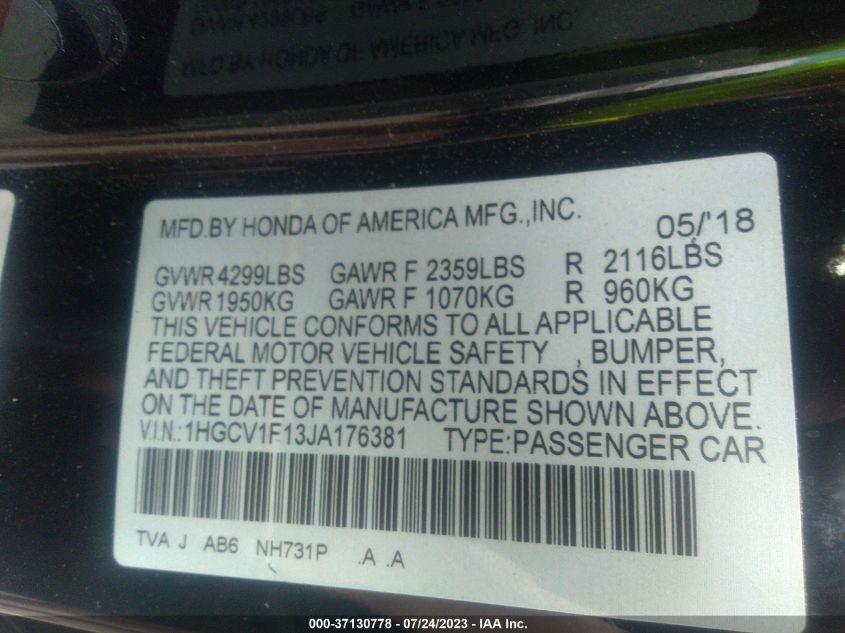 MFD.BY HONDA OF AMERICA MFG.,INC. 05/'18
GVWR 4299LBS GAWR F 2359LBS R 2116LBS
GVWR 1950KG GAWR F 1070KG R 960KG
THIS VEHICLE CONFORMS TO ALL APPLICABLE
FEDERAL MOTOR VEHICLE SAFETY , BUMPER,
AND THEFT PREVENTION STANDARDS IN EFFECT
ON THE DATE OF MANUFACTURE SHOWN ABOVE.
V.I.N.:1HGCV1F13JA176381 TYPE:PASSENGER CAR
TVA J AB6 NH731P .A .A
000-37130778 - 07/24/2023 - IAA Inc.